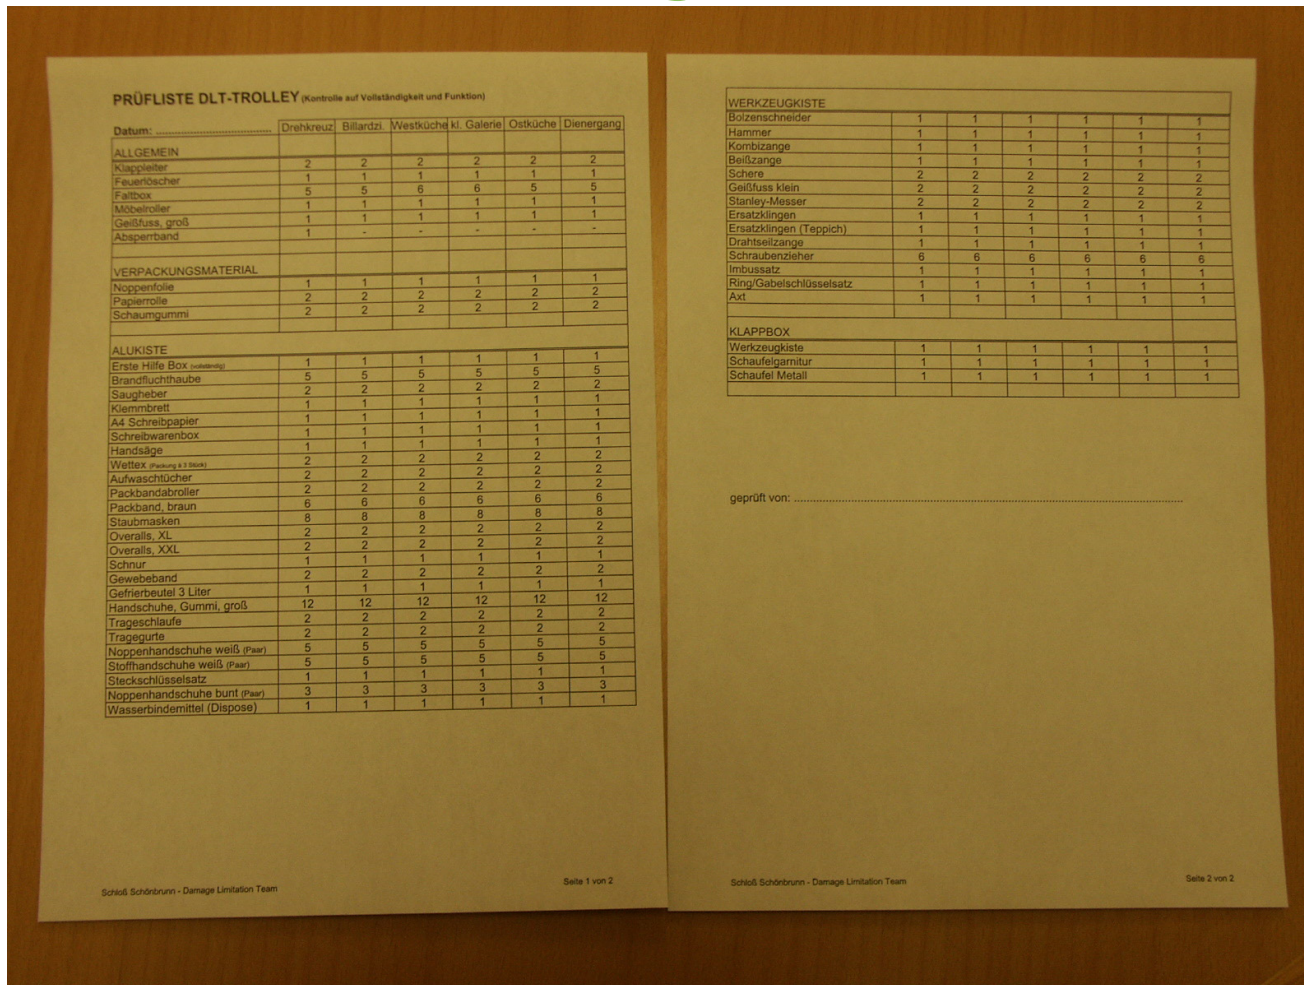 PRÜFLISTE DLT-TROLLEY (Kontrolle auf Vollständigkeit und Funktion)
Datum: ........................................ Drehkreuz Billardzi. Westküche kl. Galerie Ostküche Dienergang
ALLGEMEIN
Klappleiter 2 2 2 2 2 2
Feuerlöscher 1 1 1 1 1 1
Faltbox 5 5 6 6 5 5
Möbelroller 1 1 1 1 1 1
Geißfuss, groß 1 1 1 1 1 1
Absperrband 1 - - - - -
VERPACKUNGSMATERIAL
Noppenfolie 1 1 1 1 1 1
Papierrolle 2 2 2 2 2 2
Schaumgummi 2 2 2 2 2 2
ALUKISTE
Erste Hilfe Box (vollständig) 1 1 1 1 1 1
Brandfluchthaube 5 5 5 5 5 5
Saugheber 2 2 2 2 2 2
Klemmbrett 1 1 1 1 1 1
A4 Schreibpapier 1 1 1 1 1 1
Schreibwarenbox 1 1 1 1 1 1
Handsäge 1 1 1 1 1 1
Wettex (Packung à 3 Stück) 2 2 2 2 2 2
Aufwaschtücher 2 2 2 2 2 2
Packbandabroller 2 2 2 2 2 2
Packband, braun 6 6 6 6 6 6
Staubmasken 8 8 8 8 8 8
Overalls, XL 2 2 2 2 2 2
Overalls, XXL 2 2 2 2 2 2
Schnur 1 1 1 1 1 1
Gewebeband 2 2 2 2 2 2
Gefrierbeutel 3 Liter 1 1 1 1 1 1
Handschuhe, Gummi, groß 12 12 12 12 12 12
Trageschlaufe 2 2 2 2 2 2
Tragegurte 2 2 2 2 2 2
Noppenhandschuhe weiß (Paar) 5 5 5 5 5 5
Stoffhandschuhe weiß (Paar) 5 5 5 5 5 5
Steckschlüsselsatz 1 1 1 1 1 1
Noppenhandschuhe bunt (Paar) 3 3 3 3 3 3
Wasserbindemittel (Dispose) 1 1 1 1 1 1
Schloß Schönbrunn - Damage Limitation Team Seite 1 von 2
WERKZEUGKISTE
Bolzenschneider 1 1 1 1 1 1
Hammer 1 1 1 1 1 1
Kombizange 1 1 1 1 1 1
Beißzange 1 1 1 1 1 1
Schere 2 2 2 2 2 2
Geißfuss klein 2 2 2 2 2 2
Stanley-Messer 2 2 2 2 2 2
Ersatzklingen 1 1 1 1 1 1
Ersatzklingen (Teppich) 1 1 1 1 1 1
Drahtseilzange 1 1 1 1 1 1
Schraubenzieher 6 6 6 6 6 6
Imbussatz 1 1 1 1 1 1
Ring/Gabelschlüsselsatz 1 1 1 1 1 1
Axt 1 1 1 1 1 1
KLAPPBOX
Werkzeugkiste 1 1 1 1 1 1
Schaufelgarnitur 1 1 1 1 1 1
Schaufel Metall 1 1 1 1 1 1
geprüft von: ................................................................................
Schloß Schönbrunn - Damage Limitation Team Seite 2 von 2